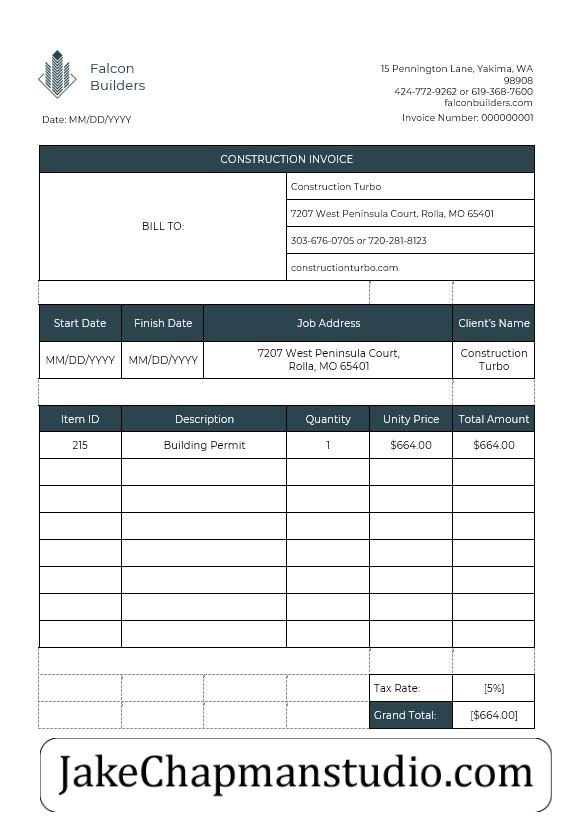 Falcon
Builders
15 Pennington Lane, Yakima, WA
98908
424-772-9262 or 619-368-7600
falconbuilders.com
Date: MM/DD/YYYY
Invoice Number: 000000001
CONSTRUCTION INVOICE
BILL TO:
Construction Turbo
7207 West Peninsula Court, Rolla, MO 65401
303-676-0705 or 720-281-8123
constructionturbo.com
Start Date Finish Date Job Address Client's Name
MM/DD/YYYY MM/DD/YYYY 7207 West Peninsula Court,
Rolla, MO 65401 Construction
Turbo
Item ID Description Quantity Unity Price Total Amount
215 Building Permit 1 $664.00 $664.00
Tax Rate: [5%]
Grand Total: [$664.00]
JakeChapmanstudio.com